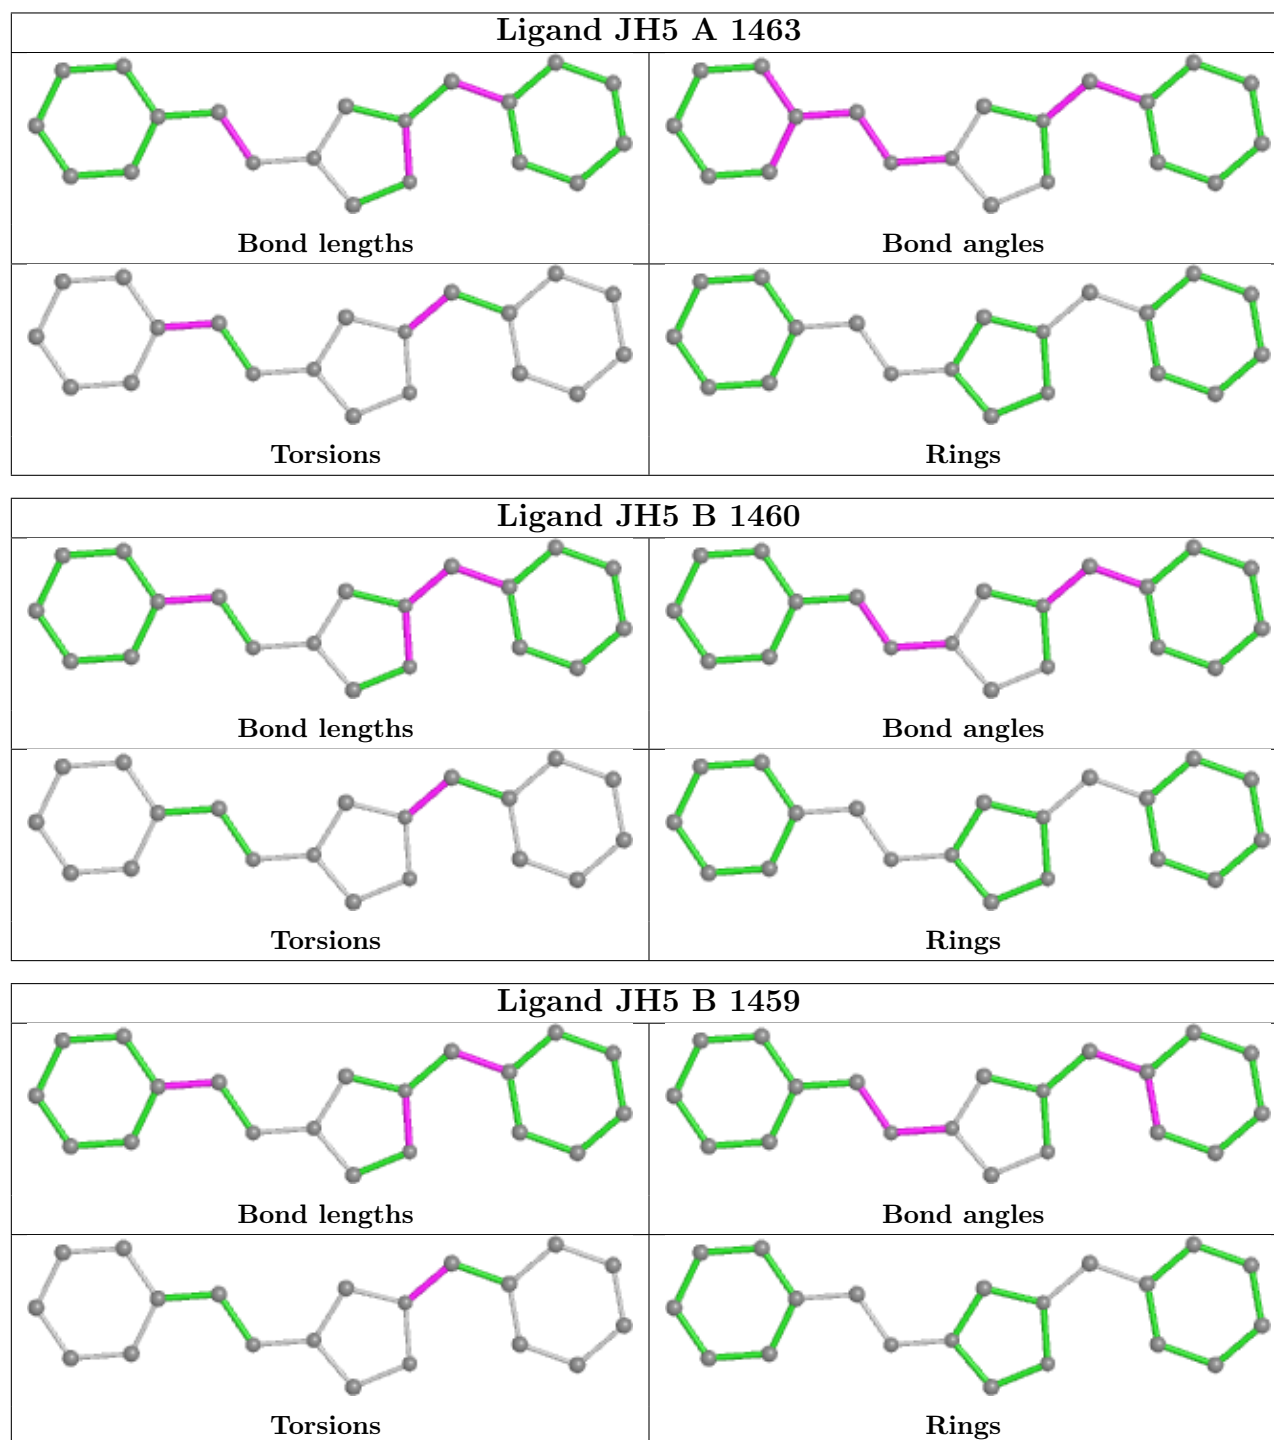 Ligand JH5 A 1463
Bond lengths
Bond angles
Torsions
Rings
Ligand JH5 B 1460
Bond lengths
Bond angles
Torsions
Rings
Ligand JH5 B 1459
Bond lengths
Bond angles
Torsions
Rings